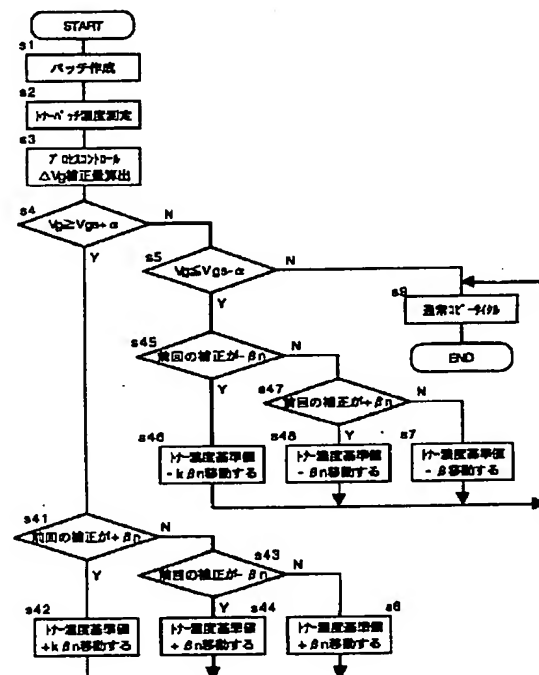 START
s1
パッチ作成
s2
ﾄﾅｰﾊﾟｯﾁ濃度測定
s3
ﾌﾟﾛｾｽｺﾝﾄﾛｰﾙ
△Vg補正量算出
s4
Vg≧Vgs+α
N
Y
s5
Vg≦Vgs-α
N
Y
s9
通常ｺﾋﾟｰｻｲｸﾙ
END
s45
前回の補正が-βn
N
Y
s47
前回の補正が+βn
N
Y
s46
ﾄﾅｰ濃度基準値
-kβn移動する
s48
ﾄﾅｰ濃度基準値
-βn移動する
s7
ﾄﾅｰ濃度基準値
-β移動する
s41
前回の補正が+βn
N
Y
s43
前回の補正が-βn
N
Y
s42
ﾄﾅｰ濃度基準値
+kβn移動する
s44
ﾄﾅｰ濃度基準値
+βn移動する
s6
ﾄﾅｰ濃度基準値
+βn移動する